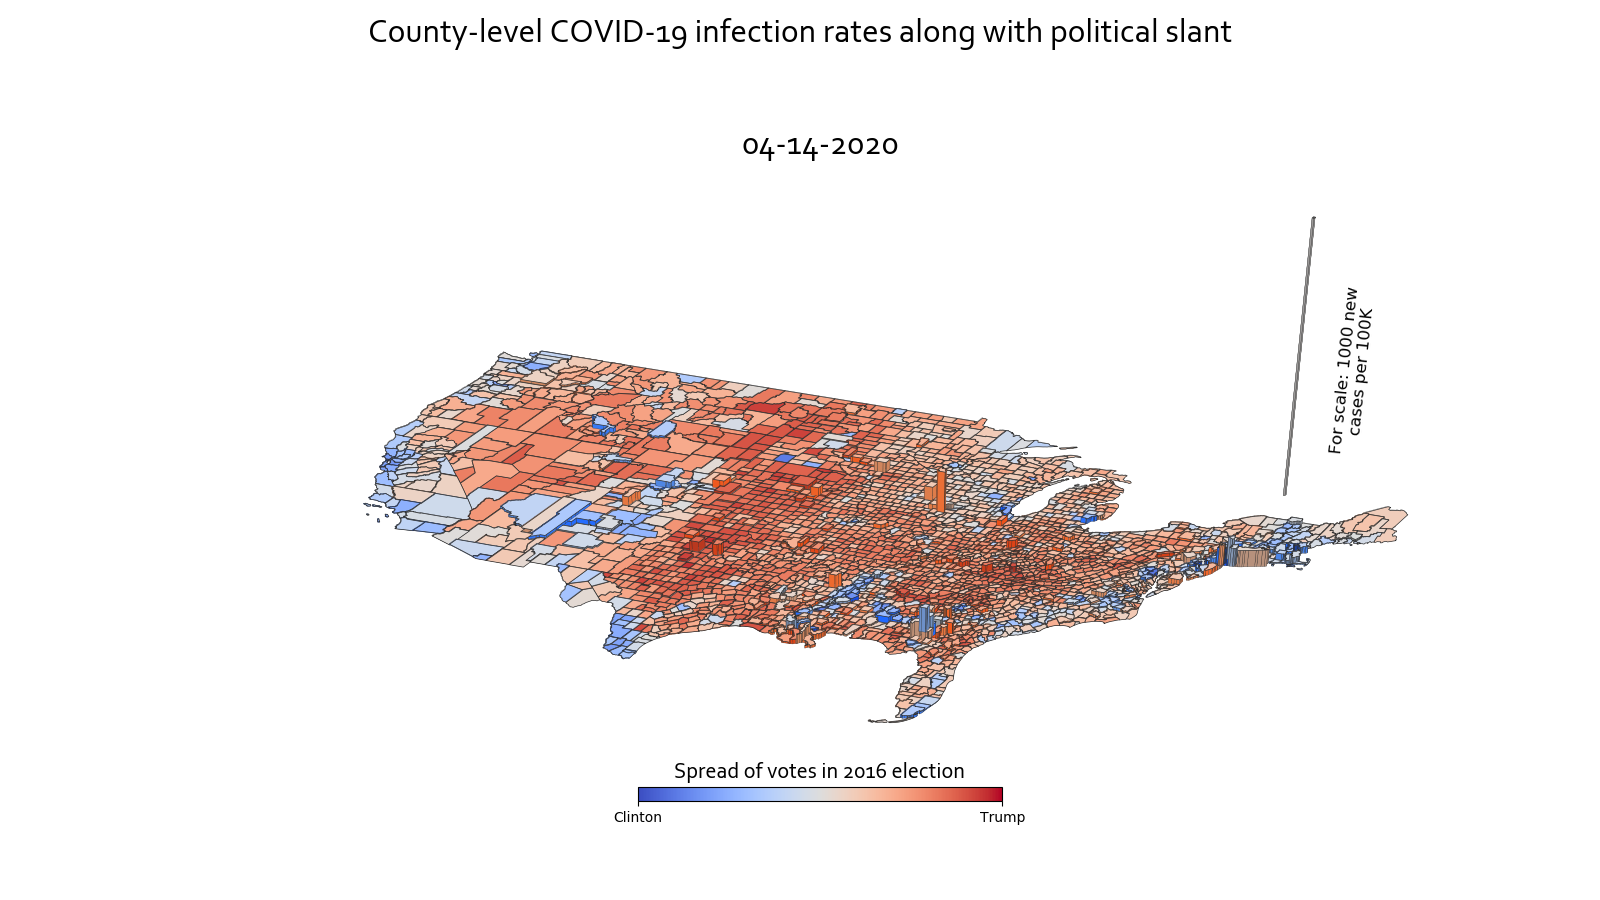 County-level COVID-19 infection rates along with political slant
04-14-2020
For scale: 1000 new
cases per 100K
Spread of votes in 2016 election
Clinton
Trump